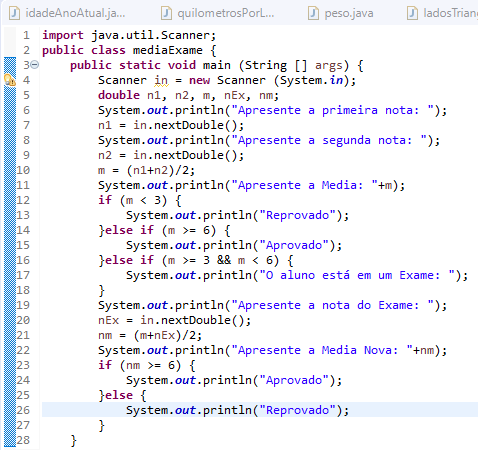 idadeAnoAtual.ja...
quilometrosPorL...
peso.java
ladosTrian
1 import java.util.Scanner;
2 public class mediaExame {
3 public static void main (String [] args) {
4 Scanner in = new Scanner (System.in);
5 double n1, n2, m, nEx, nm;
6 System.out.println("Apresente a primeira nota: ");
7 n1 = in.nextDouble();
8 System.out.println("Apresente a segunda nota: ");
9 n2 = in.nextDouble();
10 m = (n1+n2)/2;
11 System.out.println("Apresente a Media: "+m);
12 if (m < 3) {
13 System.out.println("Reprovado");
14 }else if (m >= 6) {
15 System.out.println("Aprovado");
16 }else if (m >= 3 && m < 6) {
17 System.out.println("O aluno está em um Exame: ");
18 }
19 System.out.println("Apresente a nota do Exame: ");
20 nEx = in.nextDouble();
21 nm = (m+nEx)/2;
22 System.out.println("Apresente a Media Nova: "+nm);
23 if (nm >= 6) {
24 System.out.println("Aprovado");
25 }else {
26 System.out.println("Reprovado");
27 }
28 }